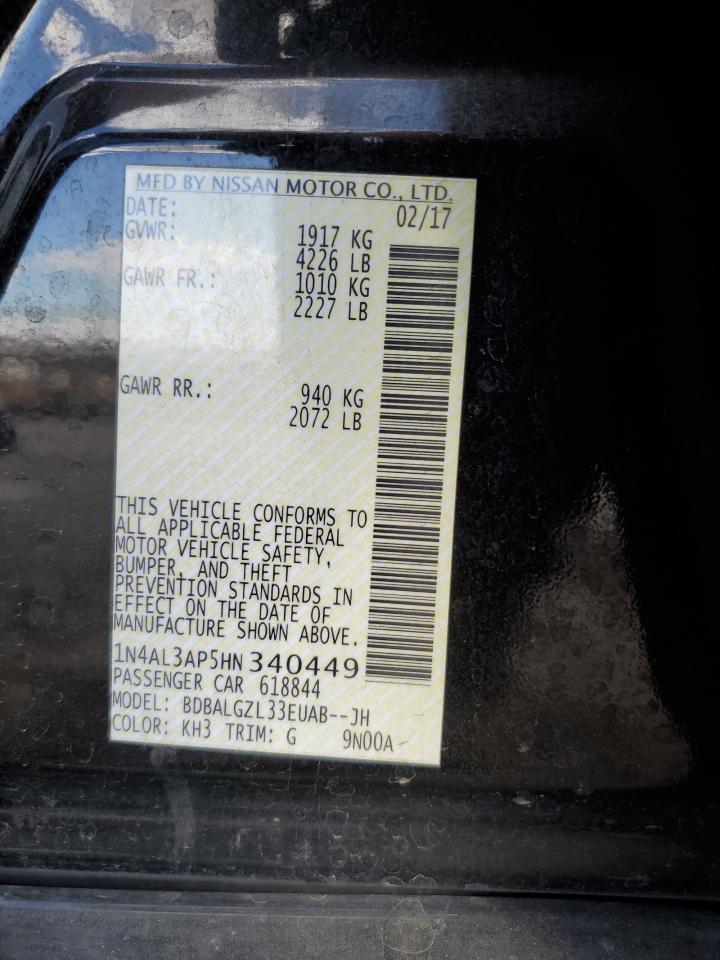 MFD BY NISSAN MOTOR CO., LTD.
DATE: 02/17
GVWR: 1917 KG
4226 LB
GAWR FR.: 1010 KG
2227 LB
GAWR RR.: 940 KG
2072 LB
THIS VEHICLE CONFORMS TO
ALL APPLICABLE FEDERAL
MOTOR VEHICLE SAFETY,
BUMPER, AND THEFT
PREVENTION STANDARDS IN
EFFECT ON THE DATE OF
MANUFACTURE SHOWN ABOVE.
1N4AL3AP5HN 340449
PASSENGER CAR 618844
MODEL: BDBALGZL33EUAB--JH
COLOR: KH3 TRIM: G 9N00A-